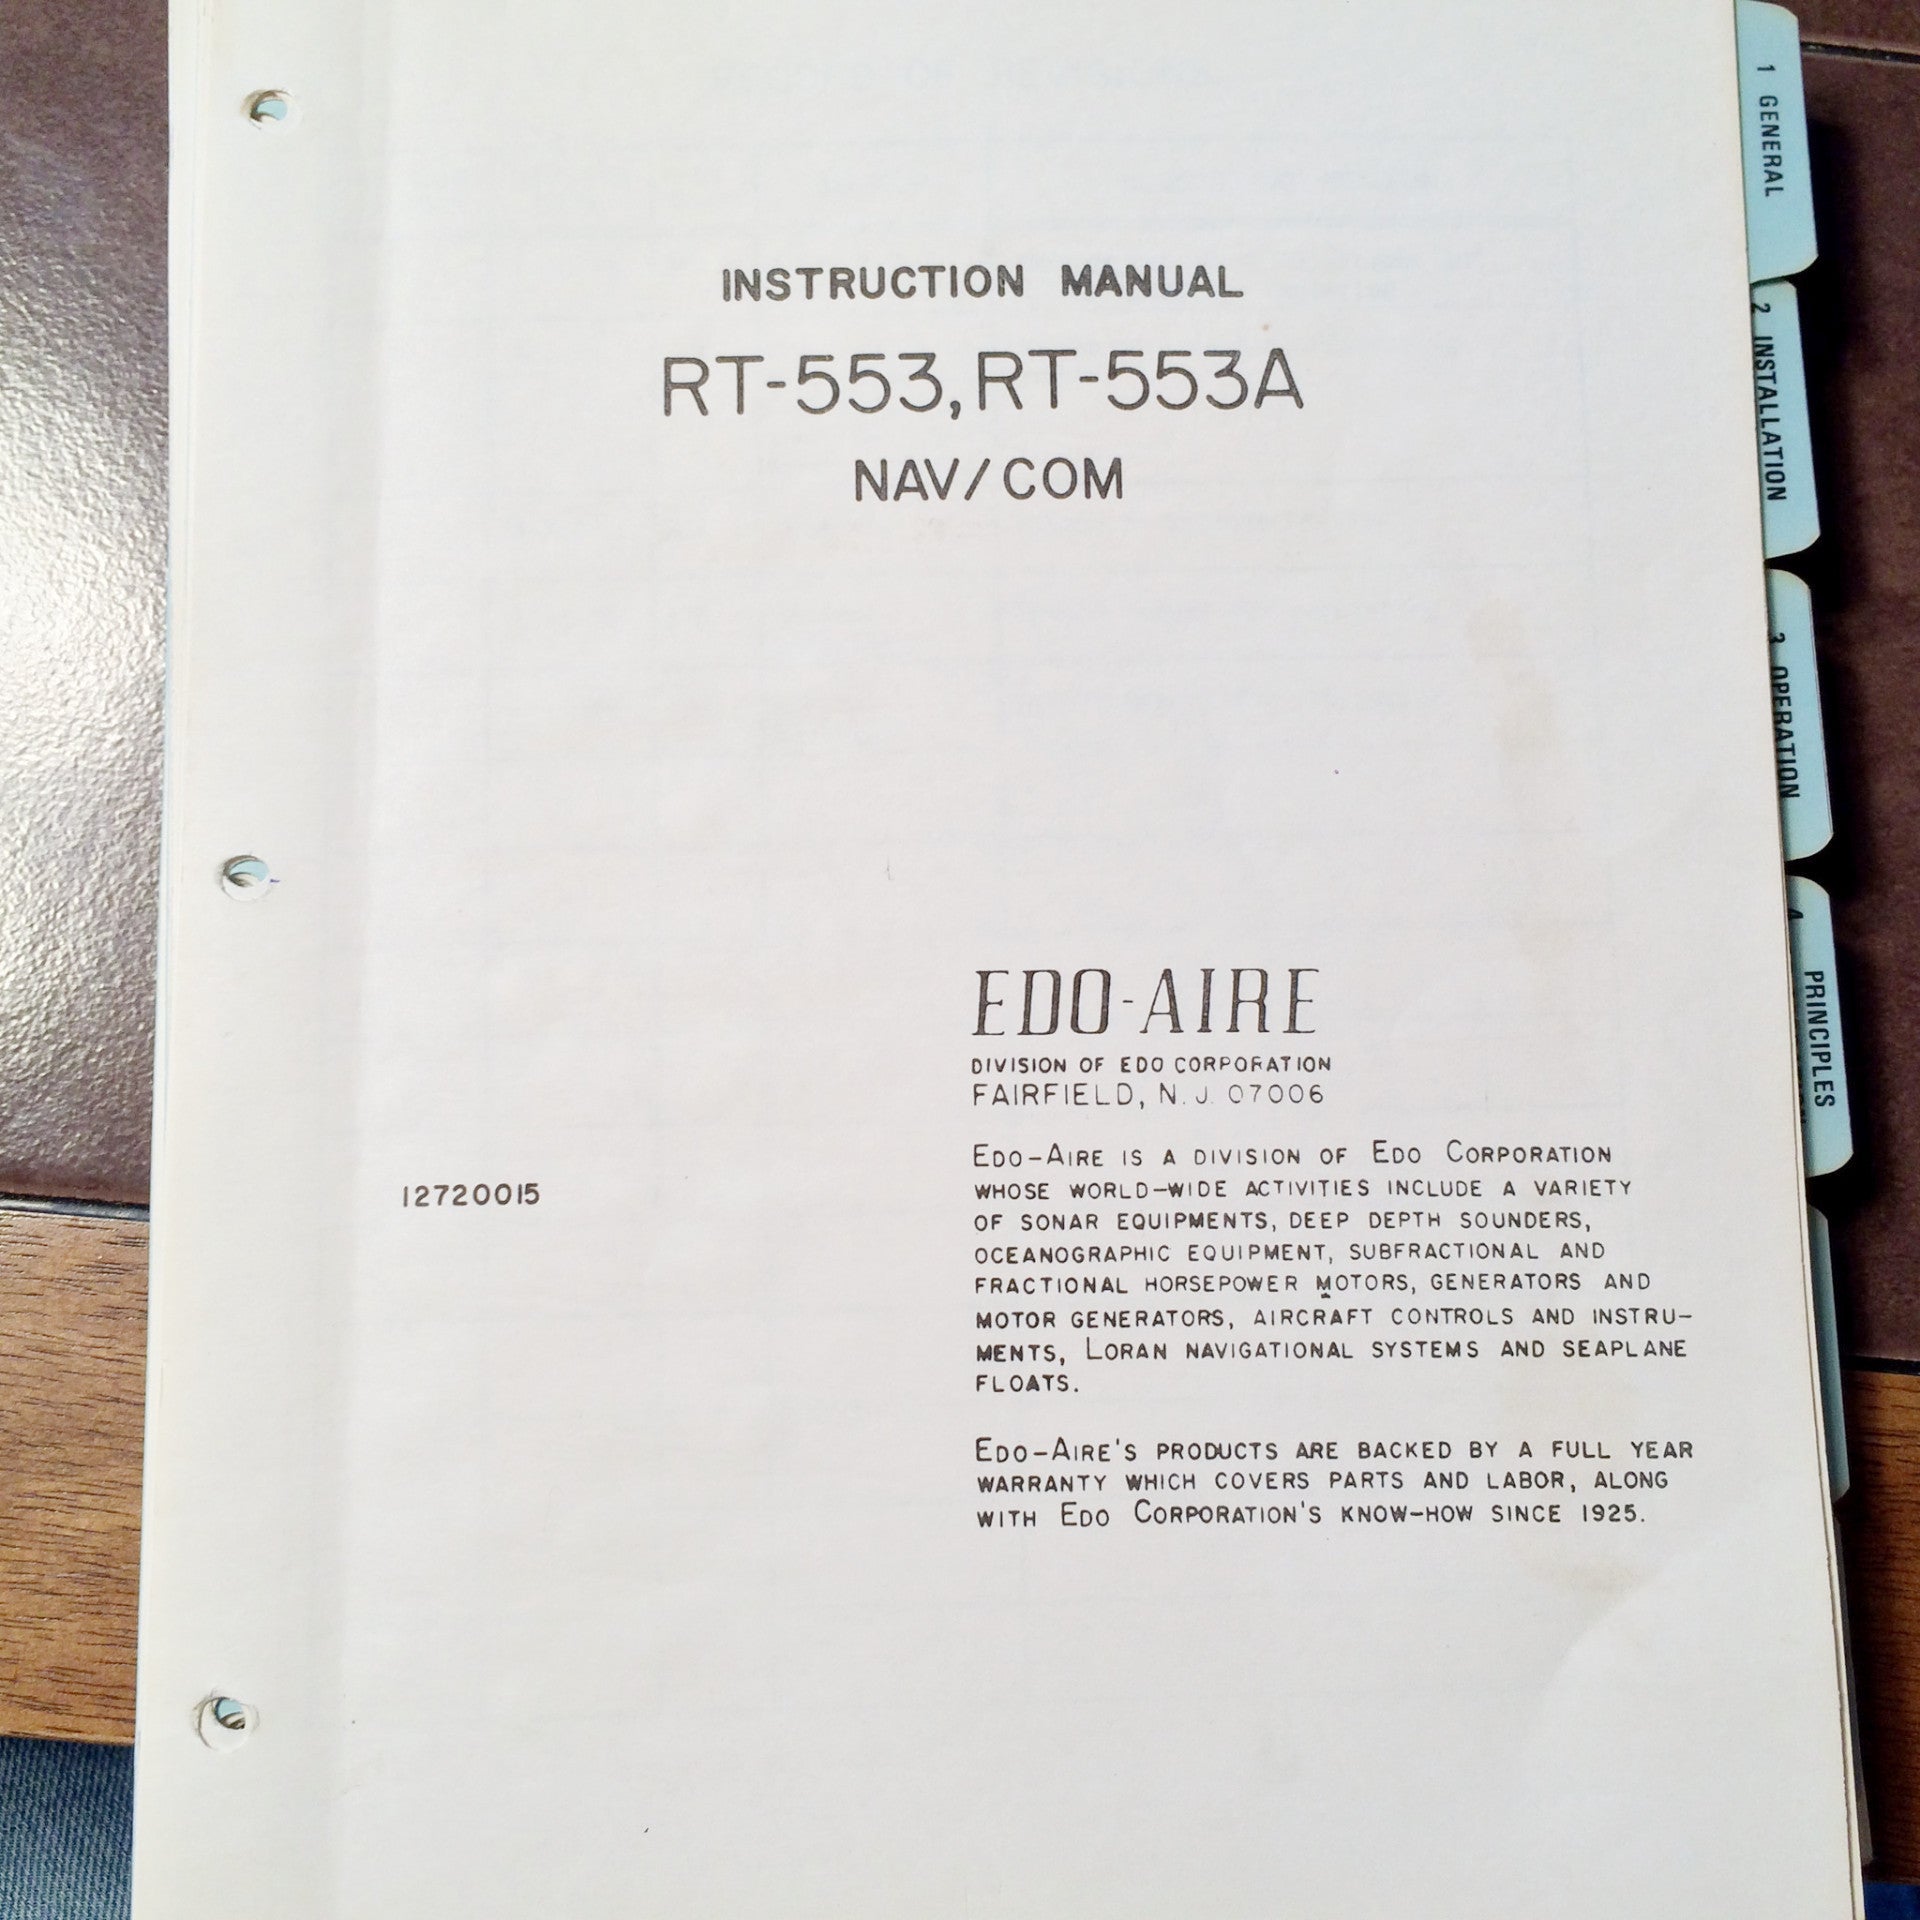 INSTRUCTION MANUAL
RT-553, RT-553A
NAV/COM
EDO-AIRE
DIVISION OF EDO CORPORATION
FAIRFIELD, N.J. 07006
EDO-AIRE IS A DIVISION OF EDO CORPORATION
WHOSE WORLD-WIDE ACTIVITIES INCLUDE A VARIETY
OF SONAR EQUIPMENTS, DEEP DEPTH SOUNDERS,
OCEANOGRAPHIC EQUIPMENT, SUBFRACTIONAL AND
FRACTIONAL HORSEPOWER MOTORS, GENERATORS AND
MOTOR GENERATORS, AIRCRAFT CONTROLS AND INSTRU-
MENTS, LORAN NAVIGATIONAL SYSTEMS AND SEAPLANE
FLOATS.
EDO-AIRE'S PRODUCTS ARE BACKED BY A FULL YEAR
WARRANTY WHICH COVERS PARTS AND LABOR, ALONG
WITH EDO CORPORATION'S KNOW-HOW SINCE 1925.
12720015
1 GENERAL
2 INSTALLATION
3 OPERATION
4 PRINCIPLES